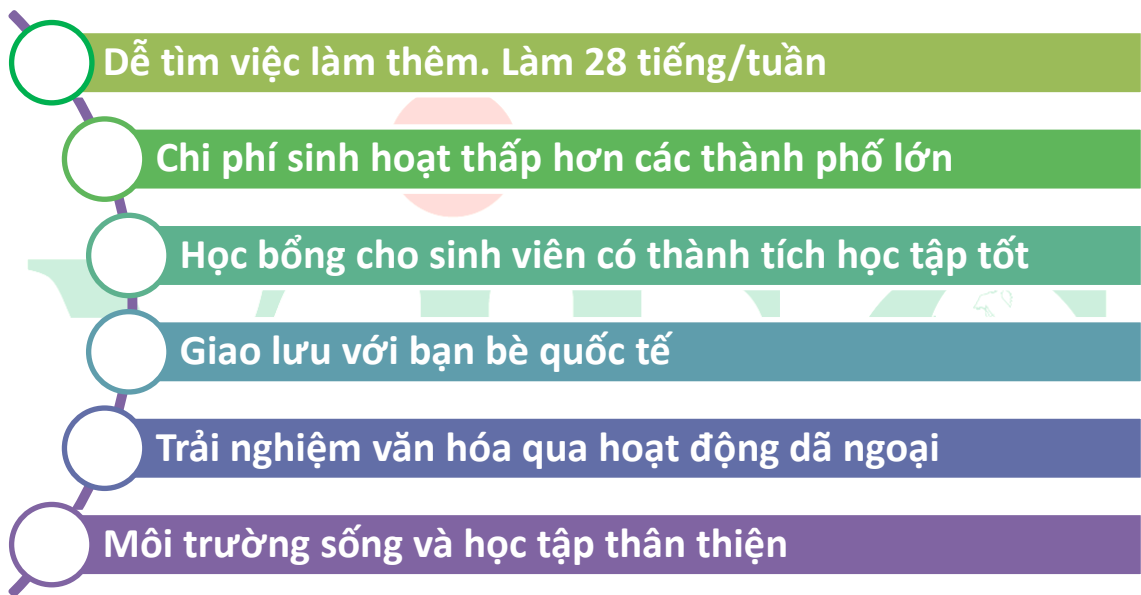 Dễ tìm việc làm thêm. Làm 28 tiếng/tuần
Chi phí sinh hoạt thấp hơn các thành phố lớn
Học bổng cho sinh viên có thành tích học tập tốt
Giao lưu với bạn bè quốc tế
Trải nghiệm văn hóa qua hoạt động dã ngoại
Môi trường sống và học tập thân thiện